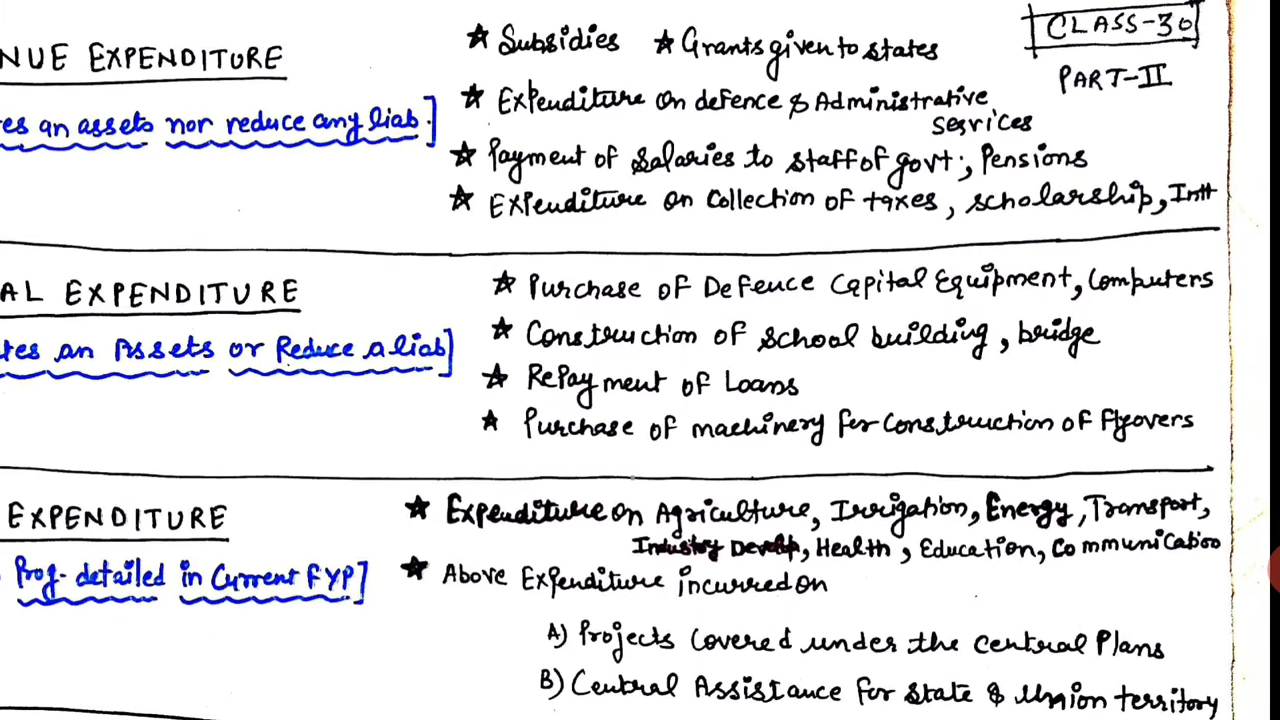 CLASS-30
PART-II
NUE EXPENDITURE
es an assets nor reduce any liab.]
★ Subsidies ★ Grants given to states
★ Expenditure on defence & Administrative services
★ Payment of salaries to staff of govt., Pensions
★ Expenditure on collection of taxes, scholarship, Intt
AL EXPENDITURE
tes an Assets or Reduce a liab]
★ Purchase of Defence Capital Equipment, Computers
★ Construction of school building, bridge
★ Repayment of Loans
★ Purchase of machinery for construction of flyovers
EXPENDITURE
Prog. detailed in Current FYP]
★ Expenditure on Agriculture, Irrigation, Energy, Transport,
Industry Develop, Health, Education, Communication
★ Above Expenditure incurred on
A) Projects covered under the central Plans
B) Central Assistance for state & Union territory